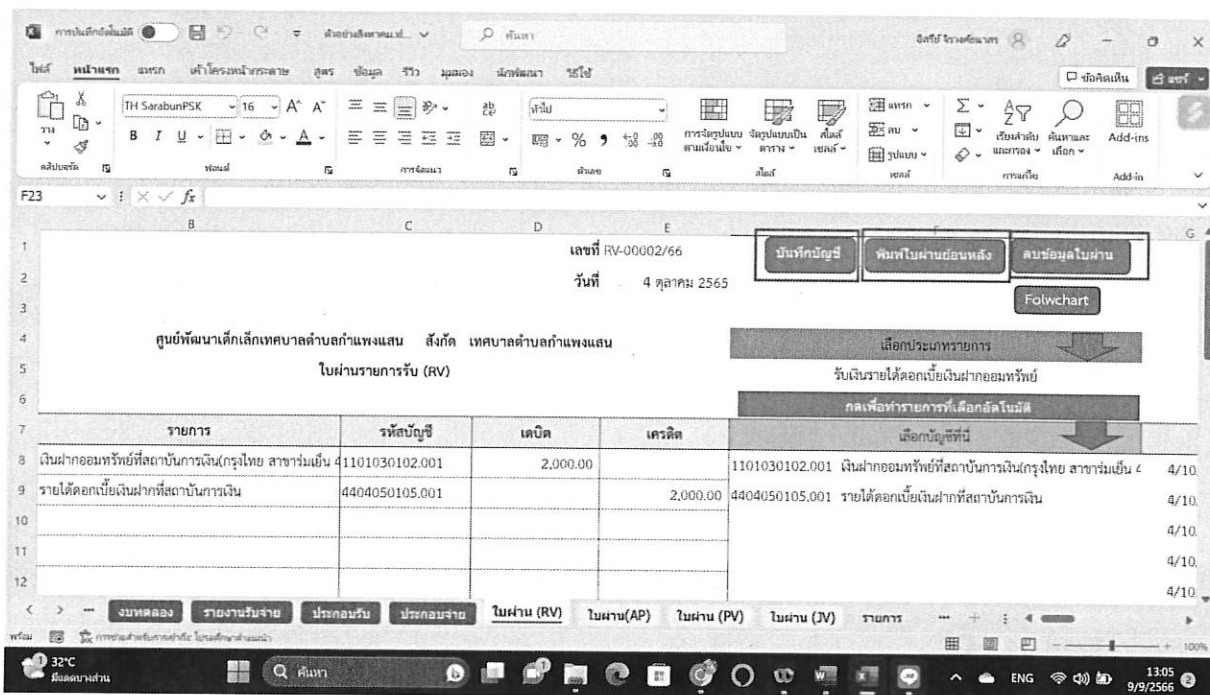 การบันทึกอัตโนมัติ
ค้นหา
ไฟล์ หน้าแรก แทรก เค้าโครงหน้ากระดาษ สูตร ข้อมูล รีวิว มุมมอง นักพัฒนา วิธีใช้
ข้อคิดเห็น แชร์
TH SarabunPSK 16 A^ A˅ ทั่วไป แทรก
วาง B I U การจัดรูปแบบ จัดรูปแบบเป็น สไตล์ ลบ เรียงลำดับ ค้นหาและ Add-ins
ตามเงื่อนไข ตาราง เซลล์ รูปแบบ และกรอง เลือก
คลิปบอร์ด ฟอนต์ การจัดแนว ตัวเลข สไตล์ เซลล์ การแก้ไข Add-in
F23 fx
B C D E F G
1 เลขที่ RV-00002/66 บันทึกบัญชี พิมพ์ใบผ่านย้อนหลัง ลบข้อมูลใบผ่าน
2 วันที่ 4 ตุลาคม 2565
3 Folwchart
4 ศูนย์พัฒนาเด็กเล็กเทศบาลตำบลกำแพงแสน สังกัด เทศบาลตำบลกำแพงแสน เลือกประเภทรายการ
5 ใบผ่านรายการรับ (RV) รับเงินรายได้ดอกเบี้ยเงินฝากออมทรัพย์
6 กดเพื่อทำรายการที่เลือกอัตโนมัติ
7 รายการ รหัสบัญชี เดบิต เครดิต เลือกบัญชีที่นี่
8 เงินฝากออมทรัพย์ที่สถาบันการเงิน(กรุงไทย สาขาร่มเย็น 4 1101030102.001 2,000.00 1101030102.001 เงินฝากออมทรัพย์ที่สถาบันการเงิน(กรุงไทย สาขาร่มเย็น 4 4/10
9 รายได้ดอกเบี้ยเงินฝากที่สถาบันการเงิน 4404050105.001 2,000.00 4404050105.001 รายได้ดอกเบี้ยเงินฝากที่สถาบันการเงิน 4/10
10 4/10
11 4/10
12 4/10
งบทดลอง รายงานรับจ่าย ประกอบรับ ประกอบจ่าย ใบผ่าน (RV) ใบผ่าน(AP) ใบผ่าน (PV) ใบผ่าน (JV) รายการ
พร้อม 100%
32°C ค้นหา ENG 13:05
มีแดดบางส่วน 9/9/2566